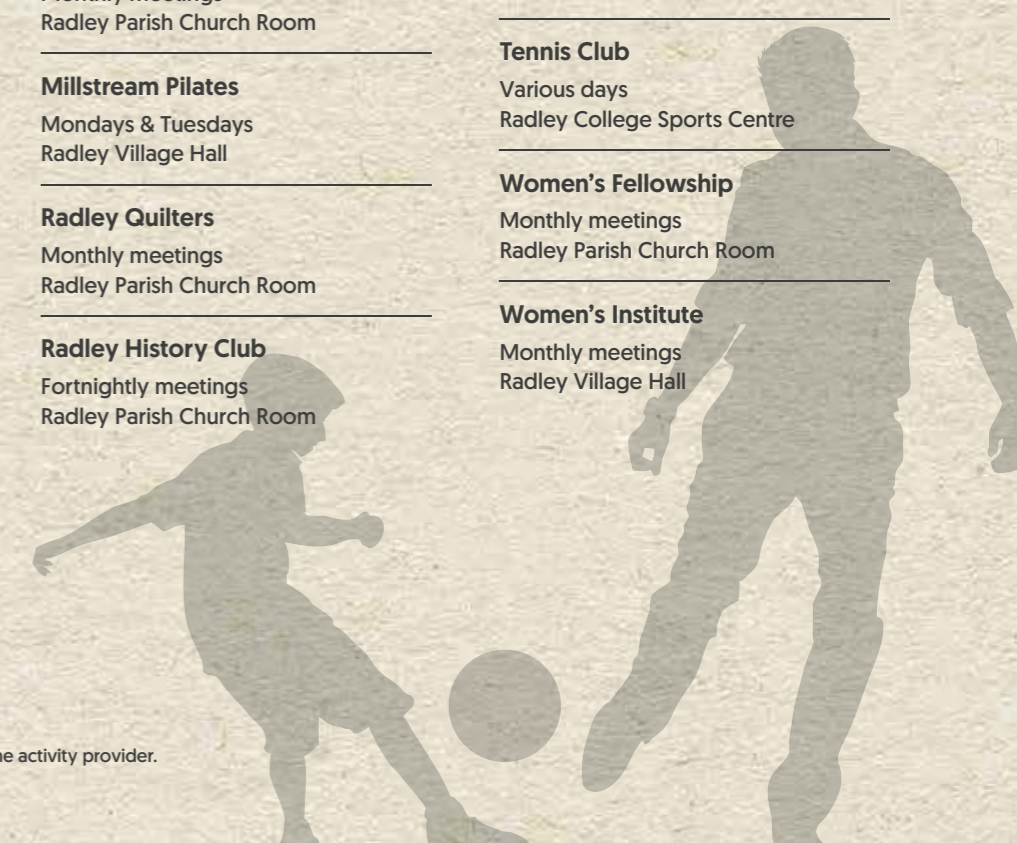 Radley Parish Church Room
Millstream Pilates
Mondays & Tuesdays
Radley Village Hall
Radley Quilters
Monthly meetings
Radley Parish Church Room
Radley History Club
Fortnightly meetings
Radley Parish Church Room
Tennis Club
Various days
Radley College Sports Centre
Women’s Fellowship
Monthly meetings
Radley Parish Church Room
Women’s Institute
Monthly meetings
Radley Village Hall
activity provider.